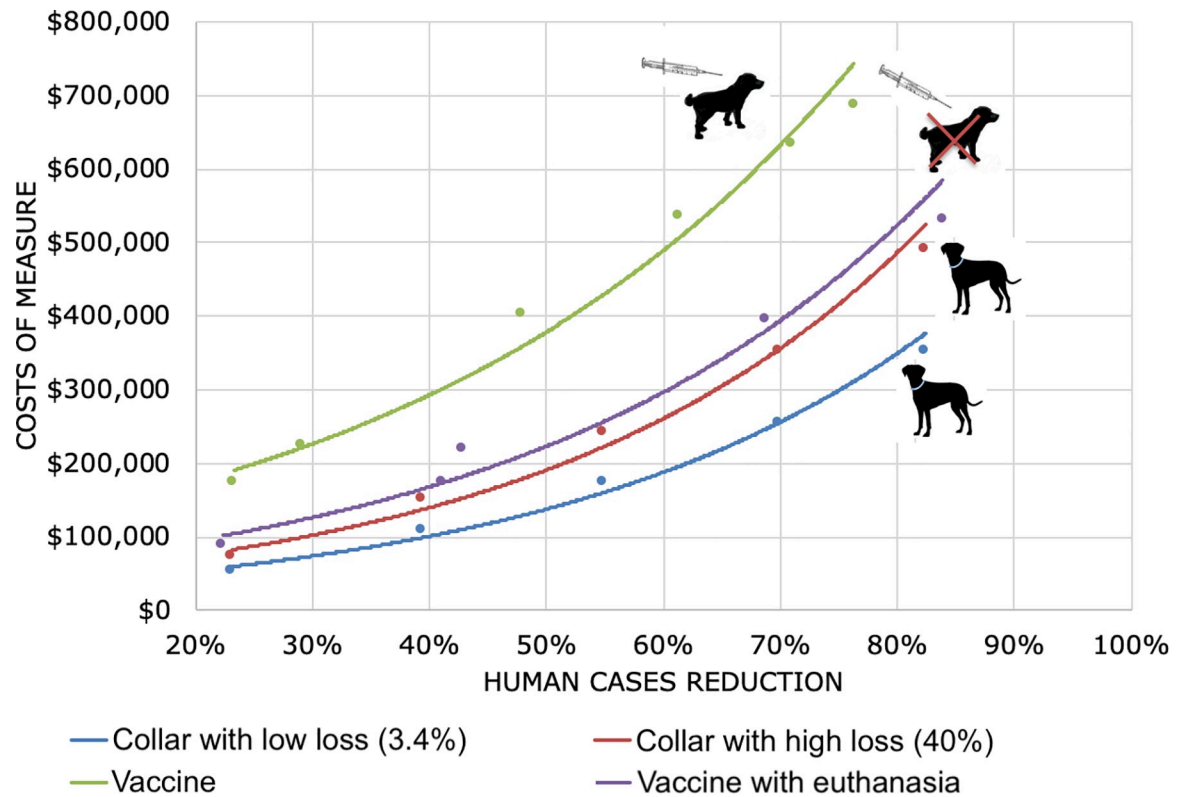 $800,000
$700,000
$600,000
$500,000
$400,000
$300,000
$200,000
$100,000
$0
COSTS OF MEASURE
20% 30% 40% 50% 60% 70% 80% 90% 100%
HUMAN CASES REDUCTION
Collar with low loss (3.4%) Collar with high loss (40%)
Vaccine Vaccine with euthanasia